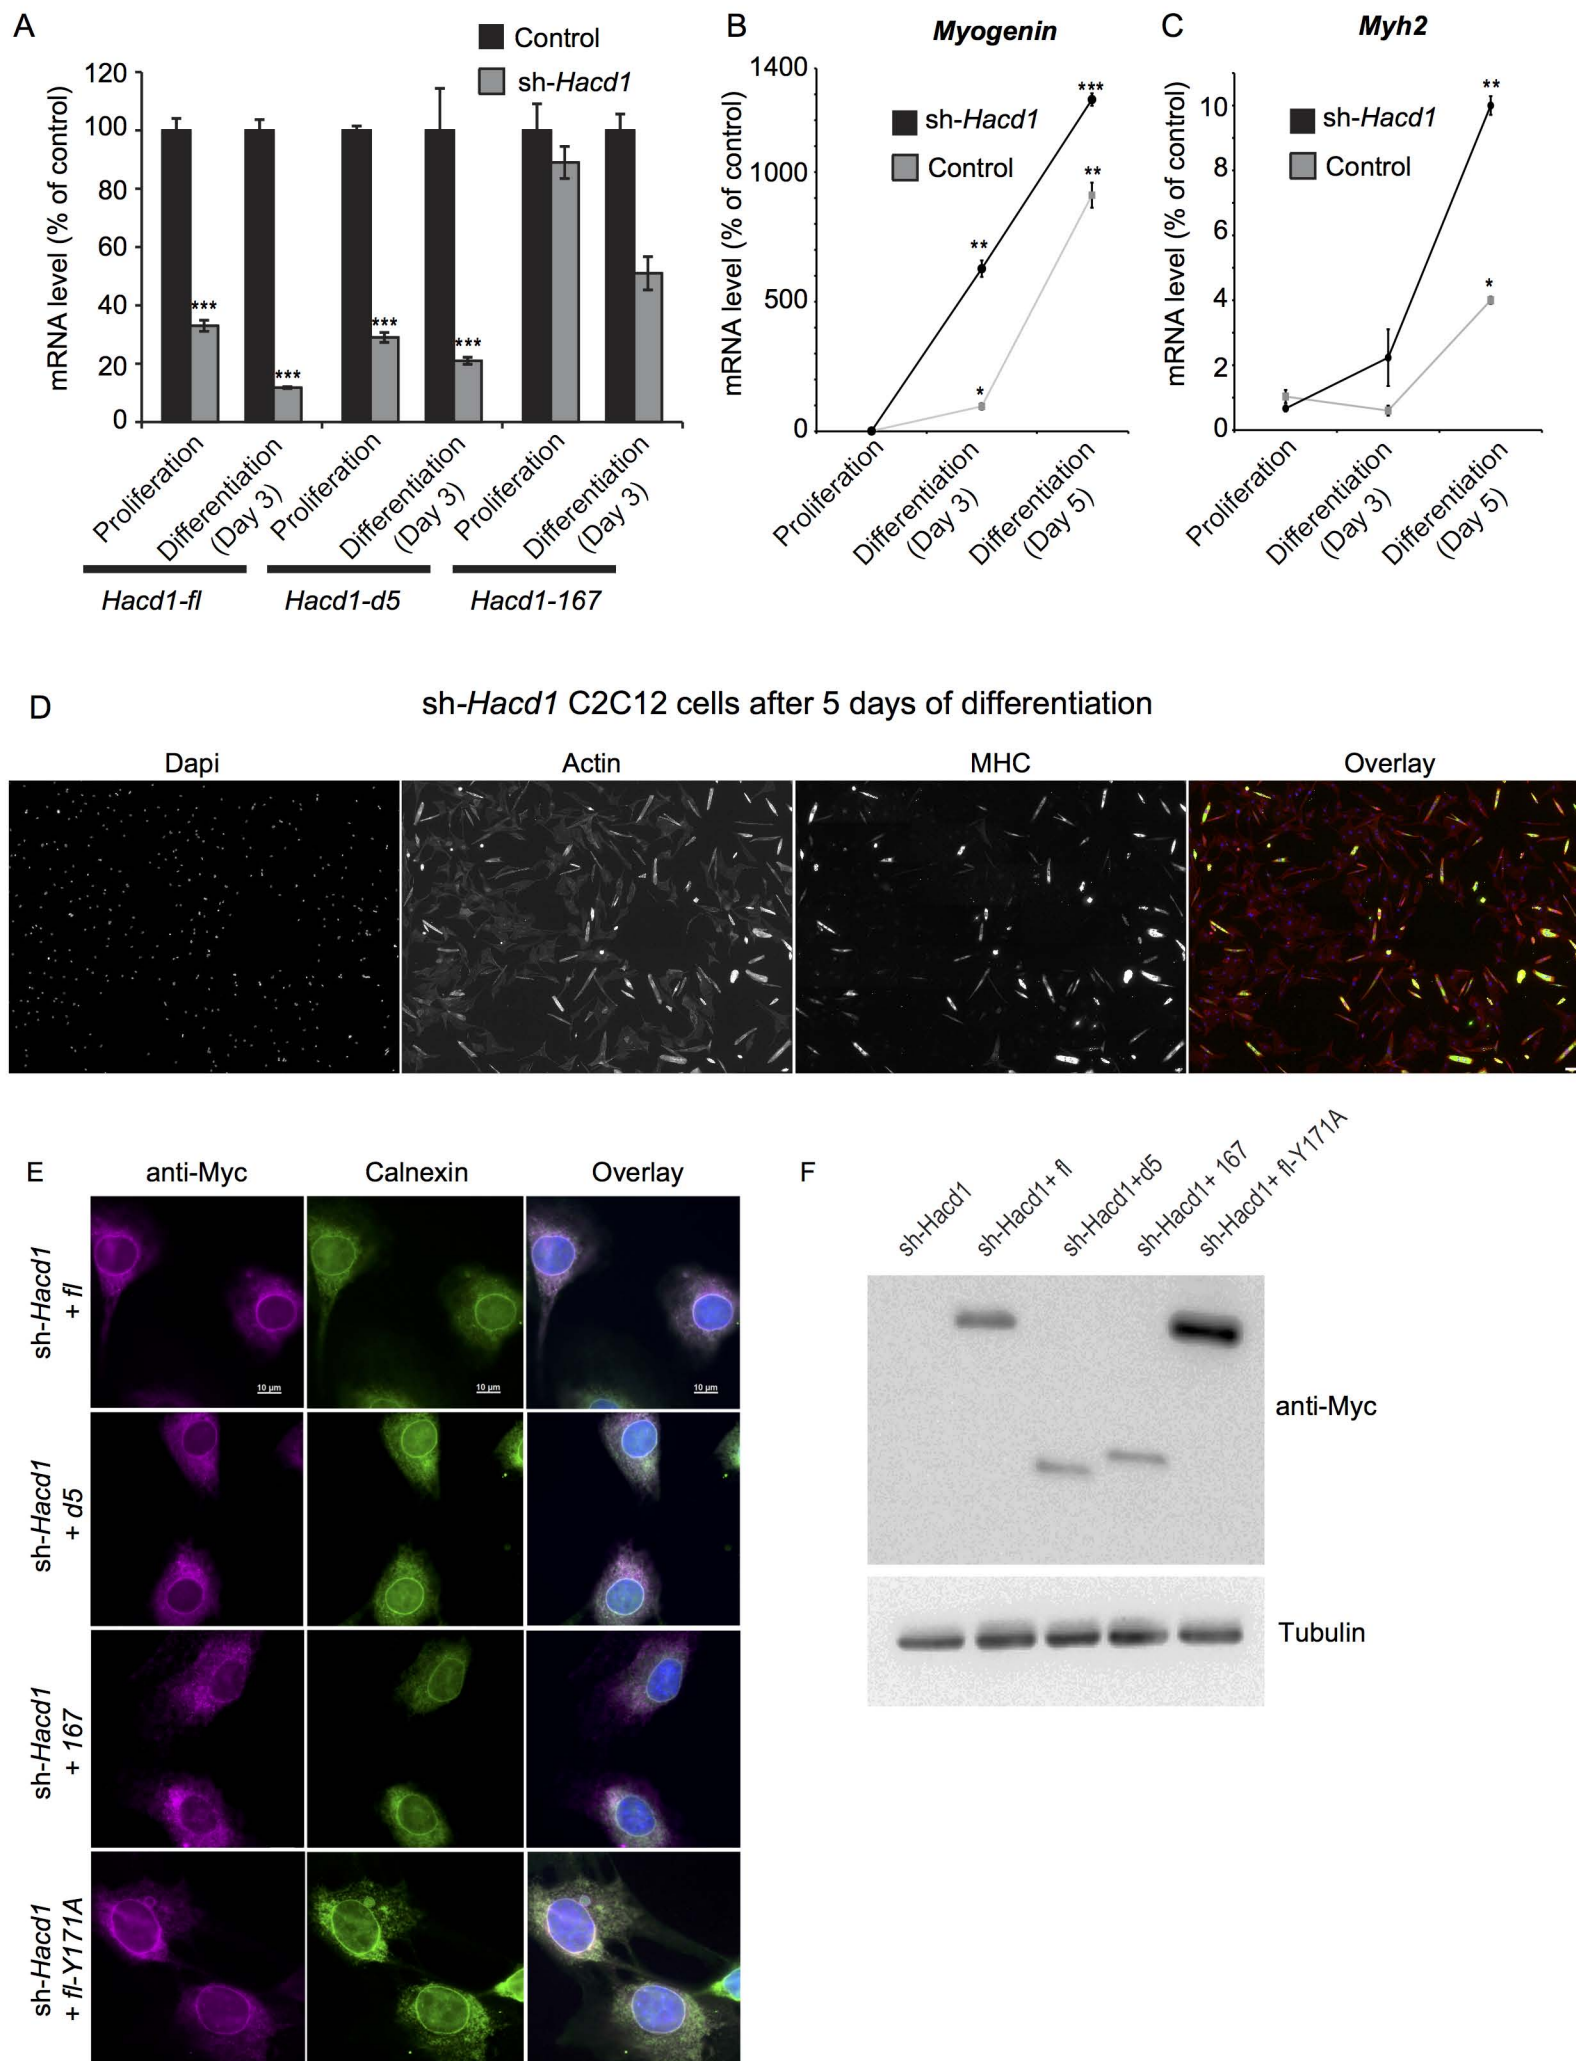 A
Control
sh-Hacd1
mRNA level (% of control)
120
100
80
60
40
20
0
***
***
***
***
Proliferation
Differentiation
(Day 3)
Proliferation
Differentiation
(Day 3)
Proliferation
Differentiation
(Day 3)
Hacd1-fl
Hacd1-d5
Hacd1-167
B
Myogenin
mRNA level (% of control)
1400
1000
500
0
sh-Hacd1
Control
***
**
**
*
Proliferation
Differentiation
(Day 3)
Differentiation
(Day 5)
C
Myh2
mRNA level (% of control)
10
8
6
4
2
0
sh-Hacd1
Control
**
*
Proliferation
Differentiation
(Day 3)
Differentiation
(Day 5)
D
sh-Hacd1 C2C12 cells after 5 days of differentiation
Dapi
Actin
MHC
Overlay
E
anti-Myc
Calnexin
Overlay
sh-Hacd1
+ fl
10 µm
10 µm
10 µm
sh-Hacd1
+ d5
sh-Hacd1
+ 167
sh-Hacd1
+ fl-Y171A
F
sh-Hacd1
sh-Hacd1+ fl
sh-Hacd1+d5
sh-Hacd1+ 167
sh-Hacd1+ fl-Y171A
anti-Myc
Tubulin